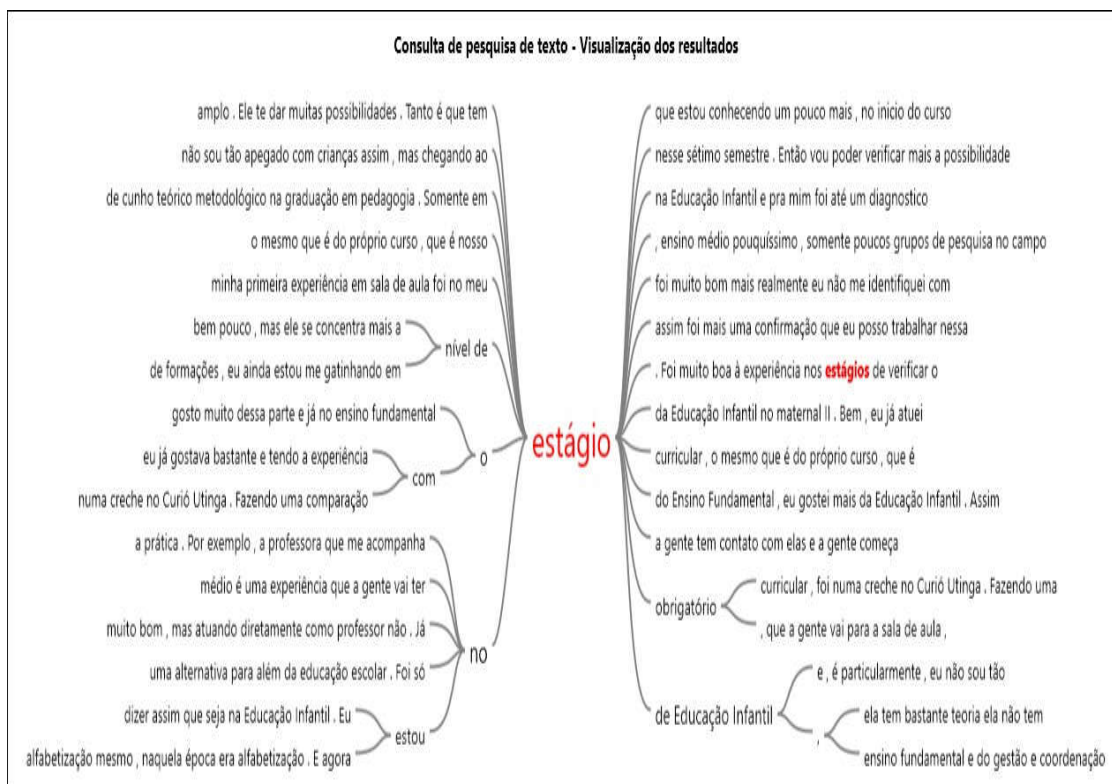 Consulta de pesquisa de texto - Visualização dos resultados
amplo . Ele te dar muitas possibilidades . Tanto é que tem
não sou tão apegado com crianças assim , mas chegando ao
de cunho teórico metodológico na graduação em pedagogia . Somente em
o mesmo que é do próprio curso , que é nosso
minha primeira experiência em sala de aula foi no meu
bem pouco , mas ele se concentra mais a
nível de
de formações , eu ainda estou me gatinhando em
gosto muito dessa parte e já no ensino fundamental
o
eu já gostava bastante e tendo a experiência
com
numa creche no Curió Utinga . Fazendo uma comparação
a prática . Por exemplo , a professora que me acompanha
médio é uma experiência que a gente vai ter
muito bom , mas atuando diretamente como professor não . Já
no
uma alternativa para além da educação escolar . Foi só
dizer assim que seja na Educação Infantil . Eu
estou
alfabetização mesmo , naquela época era alfabetização . E agora
estágio
que estou conhecendo um pouco mais , no inicio do curso
nesse sétimo semestre . Então vou poder verificar mais a possibilidade
na Educação Infantil e pra mim foi até um diagnostico
, ensino médio pouquíssimo , somente poucos grupos de pesquisa no campo
foi muito bom mais realmente eu não me identifiquei com
assim foi mais uma confirmação que eu posso trabalhar nessa
. Foi muito boa à experiência nos estágios de verificar o
da Educação Infantil no maternal II . Bem , eu já atuei
curricular , o mesmo que é do próprio curso , que é
do Ensino Fundamental , eu gostei mais da Educação Infantil . Assim
a gente tem contato com elas e a gente começa
obrigatório
curricular , foi numa creche no Curió Utinga . Fazendo uma
, que a gente vai para a sala de aula ,
de Educação Infantil
e , é particularmente , eu não sou tão
,
ela tem bastante teoria ela não tem
ensino fundamental e do gestão e coordenação